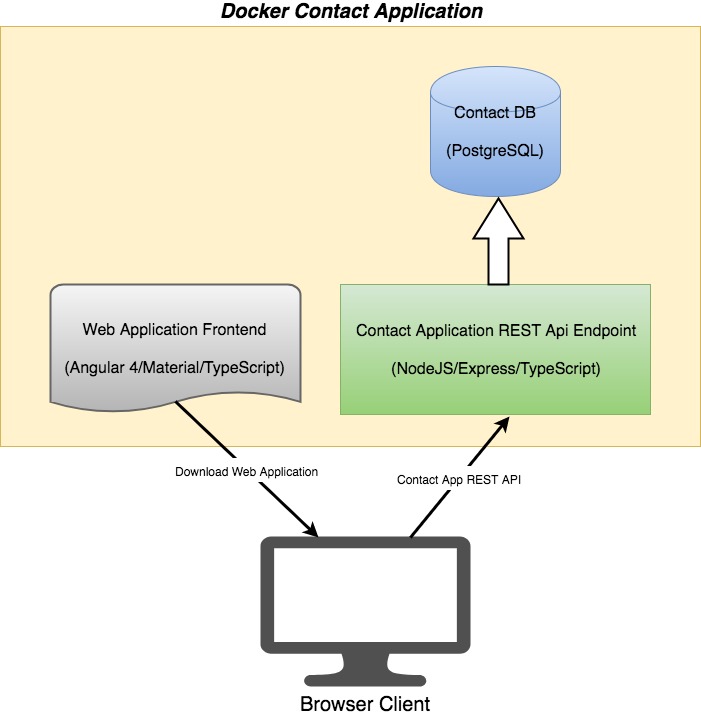 Docker Contact Application
Contact DB
(PostgreSQL)
Web Application Frontend
(Angular 4/Material/TypeScript)
Contact Application REST Api Endpoint
(NodeJS/Express/TypeScript)
Download Web Application
Contact App REST API
Browser Client